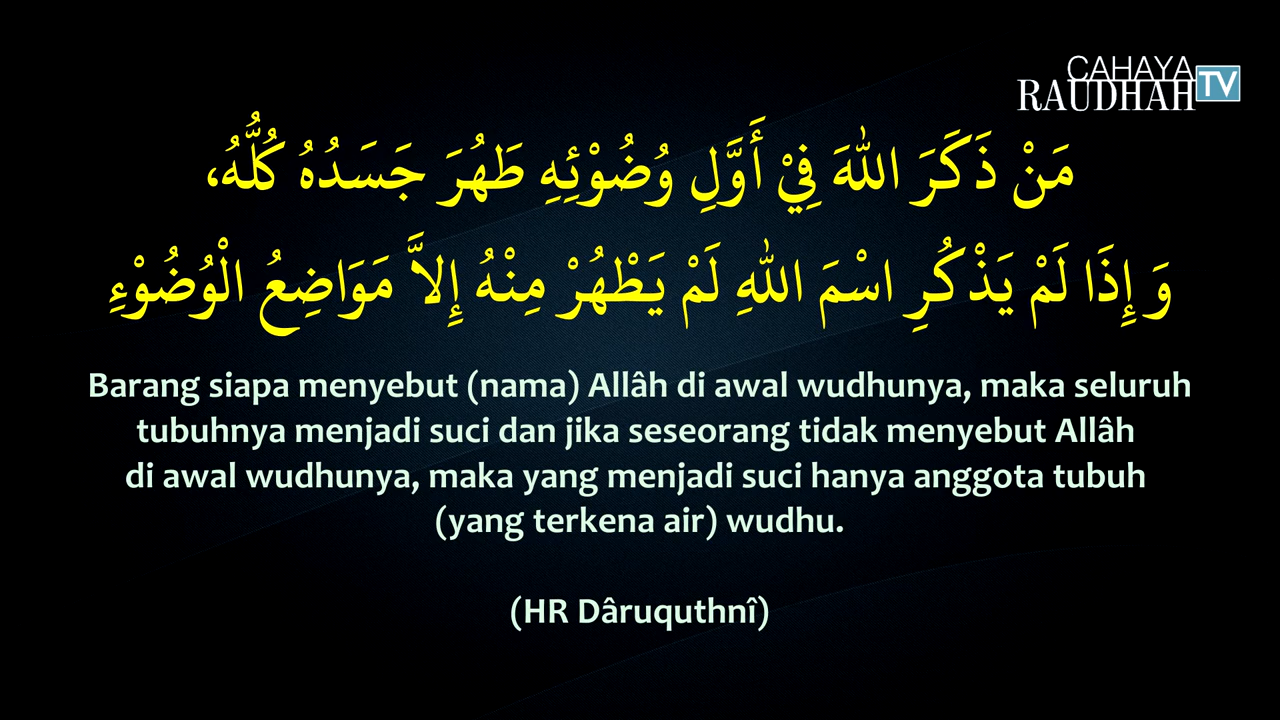 CAHAYA
RAUDHAH TV
مَنْ ذَكَرَ اللهَ فِيْ أَوَّلِ وُضُوْئِهِ طَهُرَ جَسَدُهُ كُلُّهُ،
وَإِذَا لَمْ يَذْكُرِ اسْمَ اللهِ لَمْ يَطْهُرْ مِنْهُ إِلاَّ مَوَاضِعُ الْوُضُوْءِ
Barang siapa menyebut (nama) Allâh di awal wudhunya, maka seluruh
tubuhnya menjadi suci dan jika seseorang tidak menyebut Allâh
di awal wudhunya, maka yang menjadi suci hanya anggota tubuh
(yang terkena air) wudhu.
(HR Dâruquthnî)